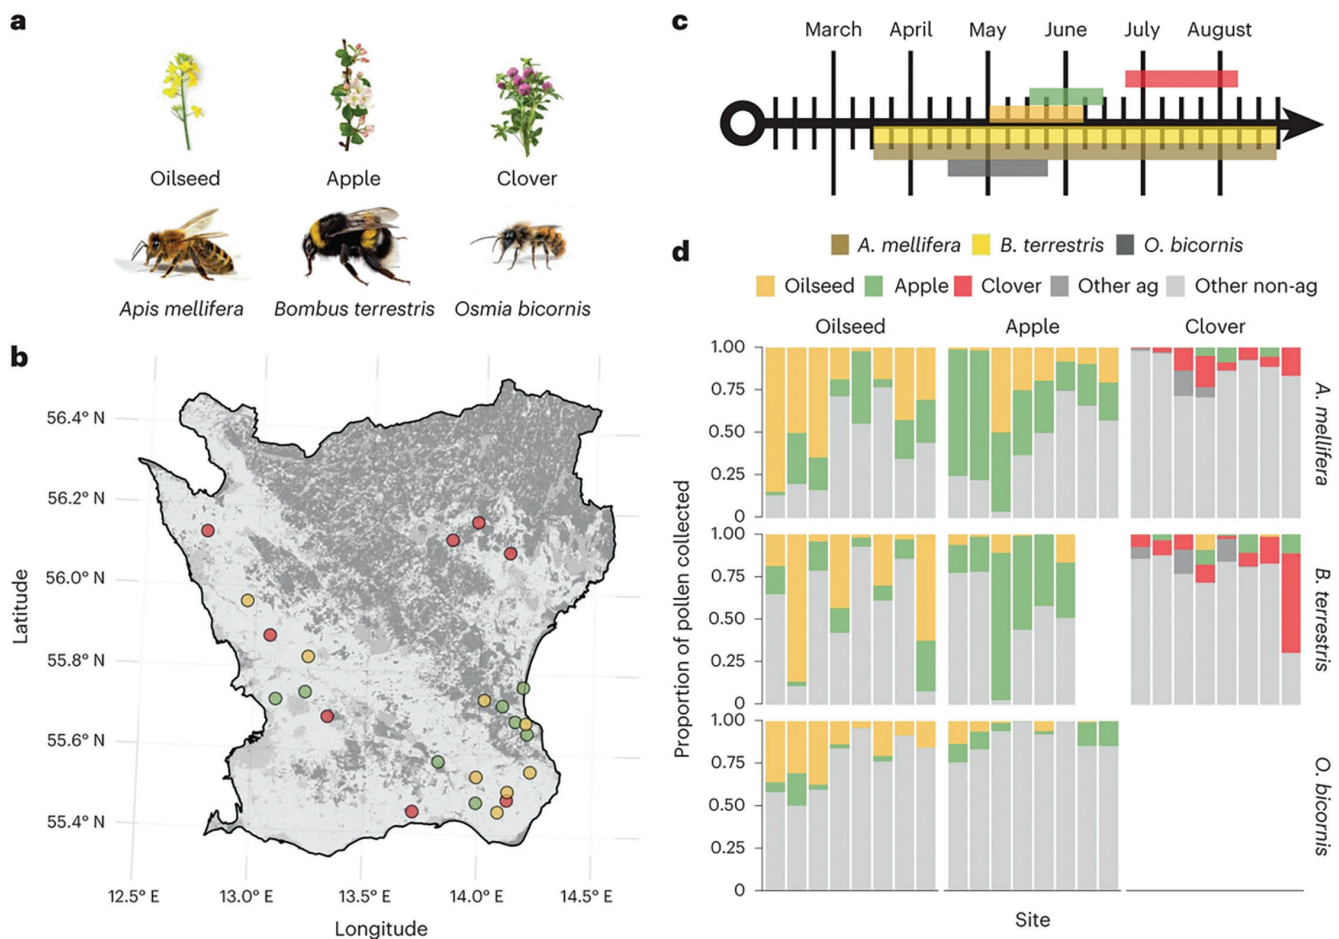 a
Oilseed Apple Clover
Apis mellifera Bombus terrestris Osmia bicornis
b
56.4° N
56.2° N
56.0° N
55.8° N
55.6° N
55.4° N
Latitude
12.5° E 13.0° E 13.5° E 14.0° E 14.5° E
Longitude
c
March April May June July August
A. mellifera B. terrestris O. bicornis
d
Oilseed Apple Clover Other ag Other non-ag
Oilseed Apple Clover
1.00
0.75
0.50
0.25
0
A. mellifera
1.00
0.75
0.50
0.25
0
B. terrestris
1.00
0.75
0.50
0.25
0
O. bicornis
Proportion of pollen collected
Site